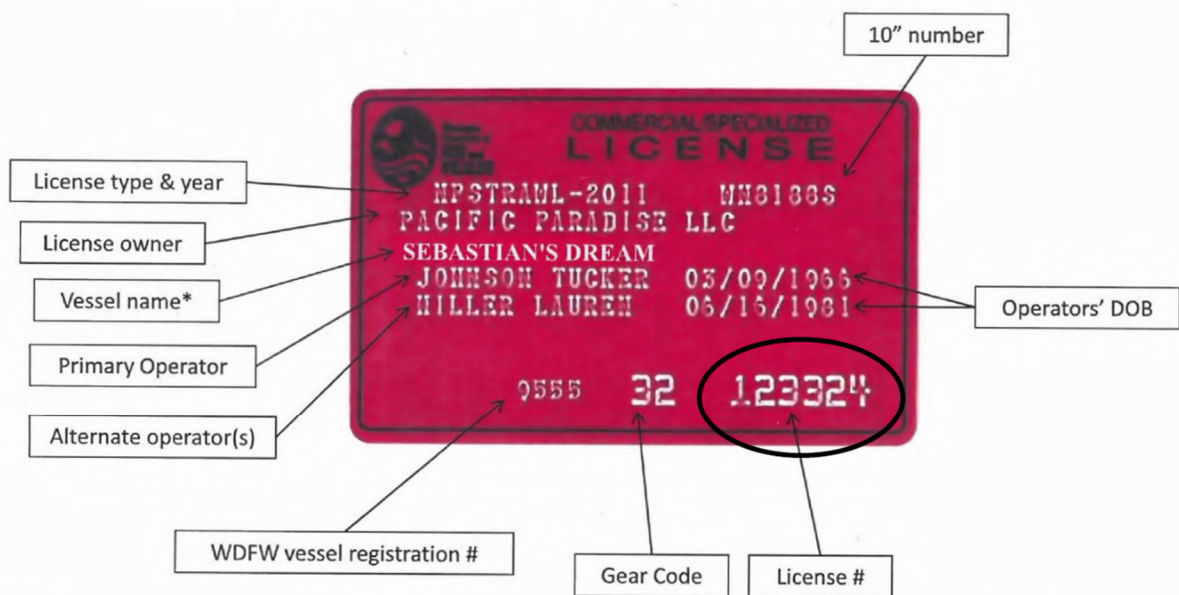 10” number
COMMERCIAL/SPECIALIZED
LICENSE
License type & year
NPSTRAWL-2011 WN8188S
License owner
PACIFIC PARADISE LLC
Vessel name*
SEBASTIAN'S DREAM
JOHNSON TUCKER 03/09/1966
Operators’ DOB
MILLER LAUREN 06/16/1981
Primary Operator
Alternate operator(s)
9555 32 123324
WDFW vessel registration #
Gear Code
License #